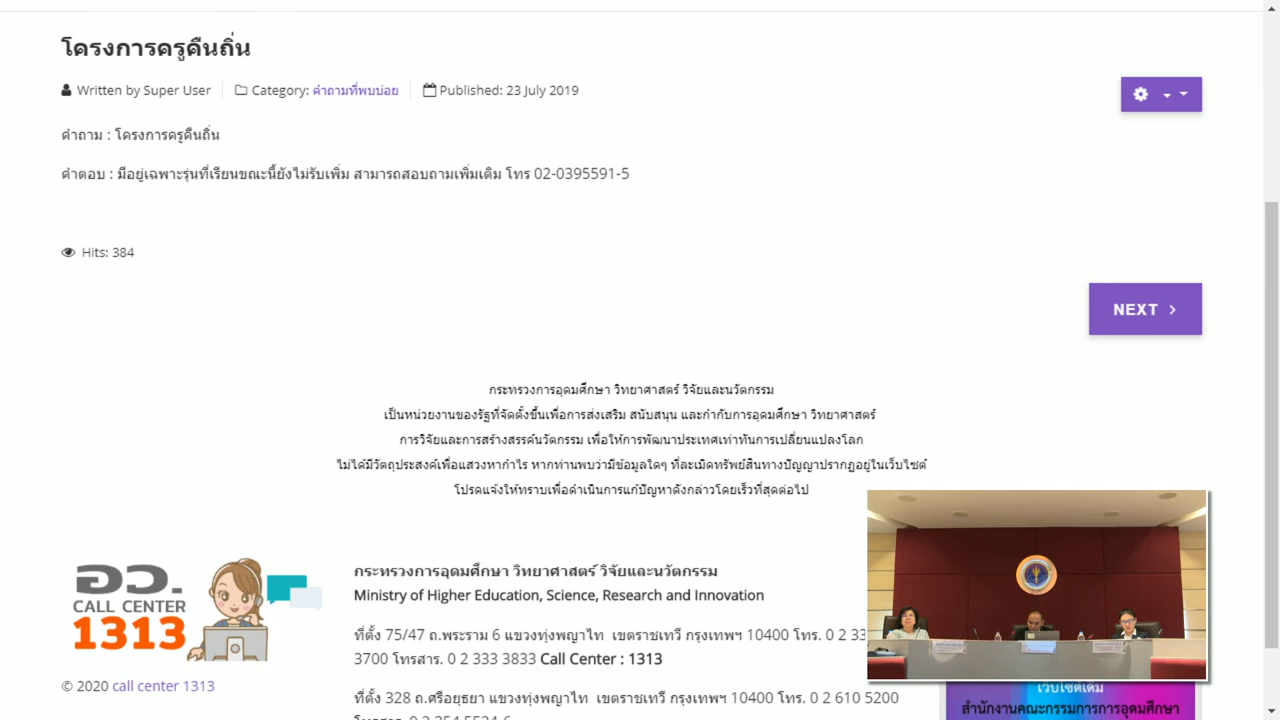 โครงการครูคืนถิ่น
Written by Super User Category: คำถามที่พบบ่อย Published: 23 July 2019
คำถาม : โครงการครูคืนถิ่น
คำตอบ : มีอยู่เฉพาะรุ่นที่เรียนขณะนี้ยังไม่รับเพิ่ม สามารถสอบถามเพิ่มเติม โทร 02-0395591-5
Hits: 384
NEXT
กระทรวงการอุดมศึกษา วิทยาศาสตร์ วิจัยและนวัตกรรม
เป็นหน่วยงานของรัฐที่จัดตั้งขึ้นเพื่อการส่งเสริม สนับสนุน และกำกับการอุดมศึกษา วิทยาศาสตร์
การวิจัยและการสร้างสรรค์นวัตกรรม เพื่อให้การพัฒนาประเทศเท่าทันการเปลี่ยนแปลงโลก
ไม่ได้มีวัตถุประสงค์เพื่อแสวงหากำไร หากท่านพบว่ามีข้อมูลใดๆ ที่ละเมิดทรัพย์สินทางปัญญาปรากฏอยู่ในเว็บไซต์
โปรดแจ้งให้ทราบเพื่อดำเนินการแก้ปัญหาดังกล่าวโดยเร็วที่สุดต่อไป
อว.
CALL CENTER
1313
© 2020 call center 1313
กระทรวงการอุดมศึกษา วิทยาศาสตร์ วิจัยและนวัตกรรม
Ministry of Higher Education, Science, Research and Innovation
ที่ตั้ง 75/47 ถ.พระราม 6 แขวงทุ่งพญาไท เขตราชเทวี กรุงเทพฯ 10400 โทร. 0 2 33
3700 โทรสาร. 0 2 333 3833 Call Center : 1313
ที่ตั้ง 328 ถ.ศรีอยุธยา แขวงทุ่งพญาไท เขตราชเทวี กรุงเทพฯ 10400 โทร. 0 2 610 5200
โทรสาร. 0 2 354 5524-6
เว็บไซต์เดิม
สำนักงานคณะกรรมการการอุดมศึกษา